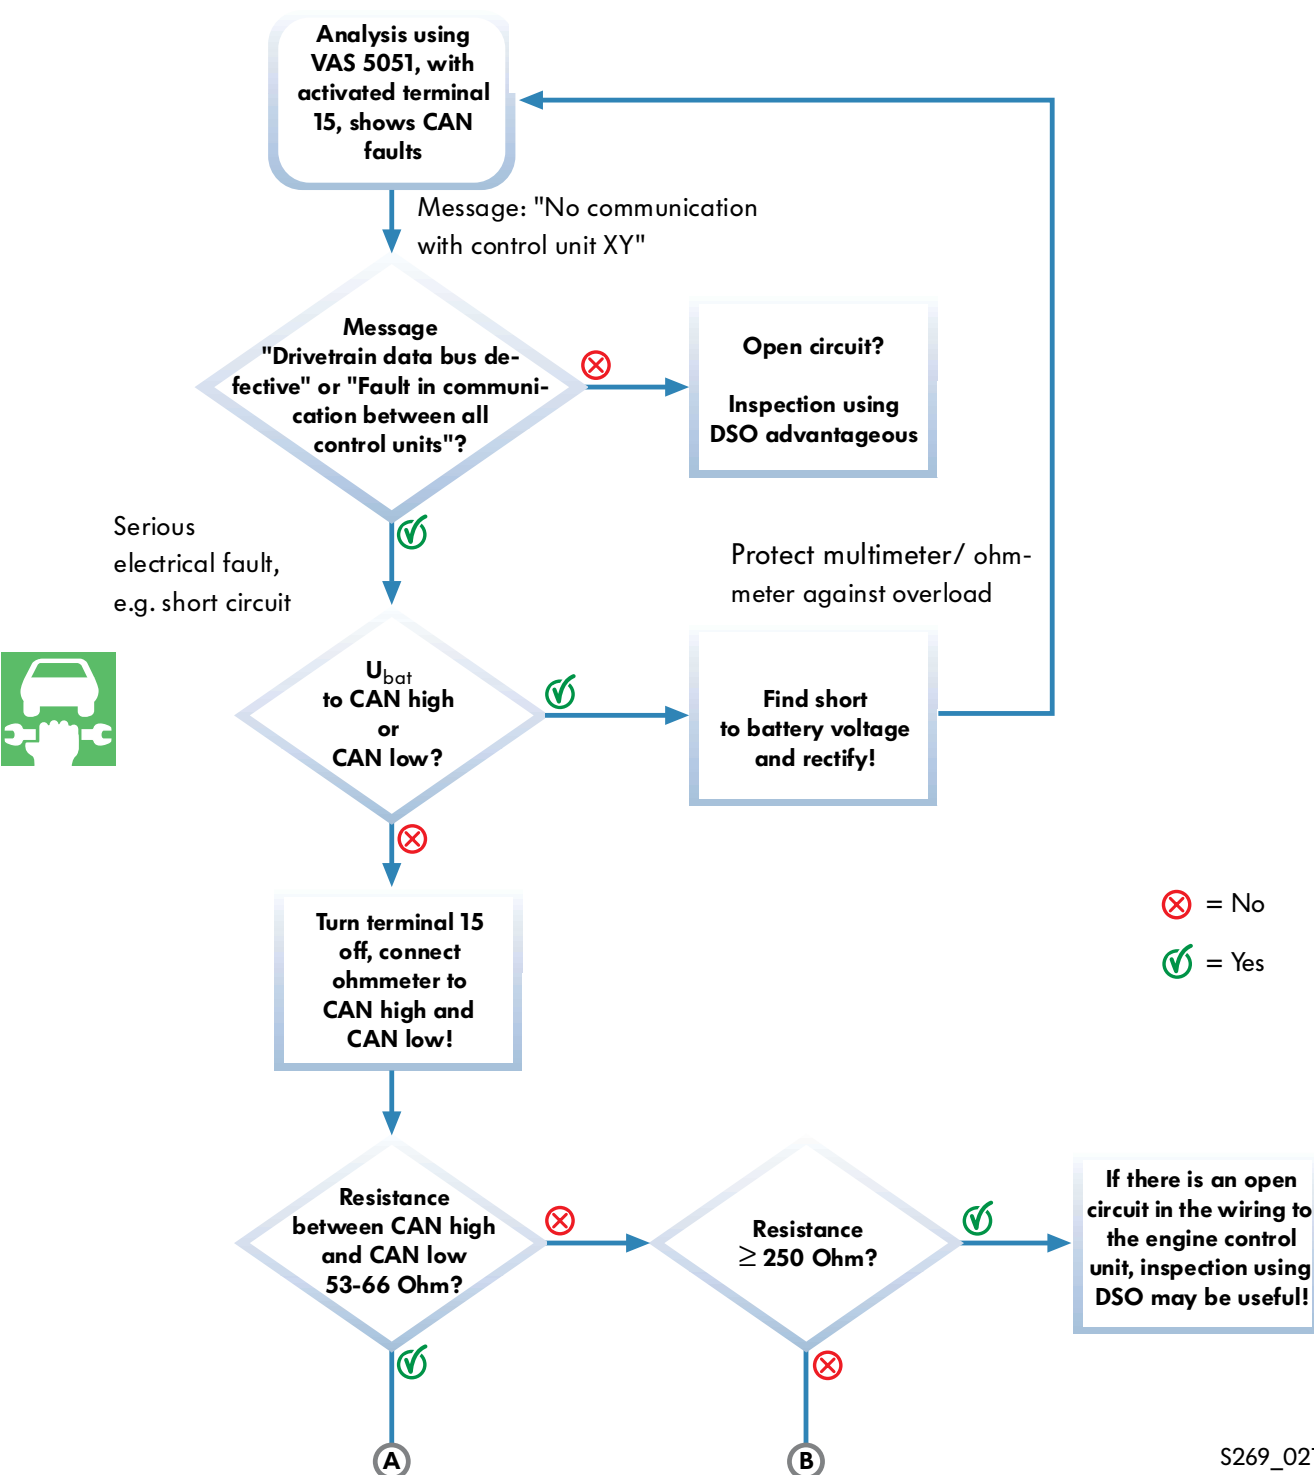 Analysis using
VAS 5051, with
activated terminal
15, shows CAN
faults
Message: "No communication
with control unit XY"
Message
"Drivetrain data bus de-
fective" or "Fault in communi-
cation between all
control units"?
Open circuit?
Inspection using
DSO advantageous
Serious
electrical fault,
e.g. short circuit
Protect multimeter/ ohm-
meter against overload
Ubat
to CAN high
or
CAN low?
Find short
to battery voltage
and rectify!
Turn terminal 15
off, connect
ohmmeter to
CAN high and
CAN low!
= No
= Yes
Resistance
between CAN high
and CAN low
53-66 Ohm?
Resistance
≥ 250 Ohm?
If there is an open
circuit in the wiring to
the engine control
unit, inspection using
DSO may be useful!
A
B